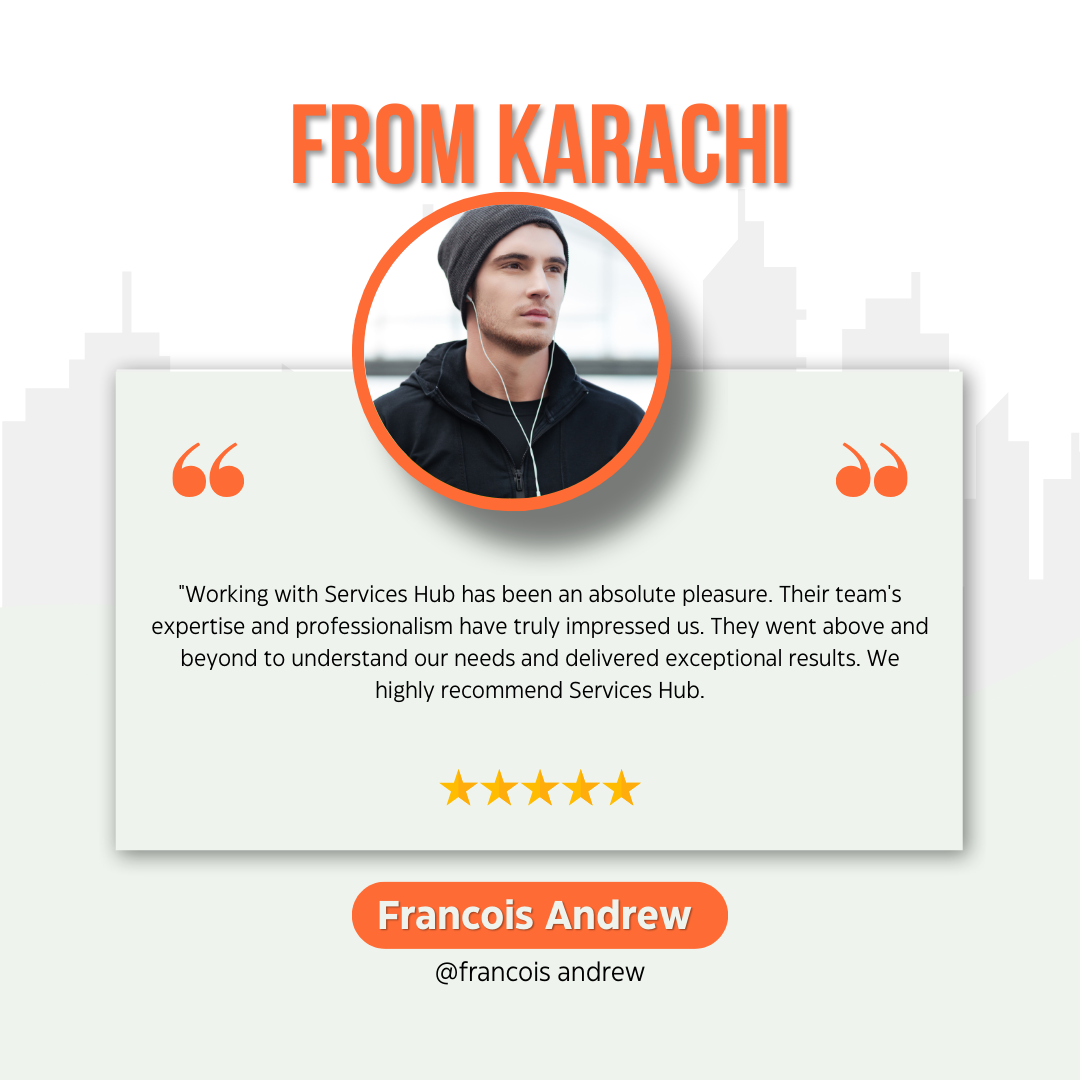 FROM KARACHI
"Working with Services Hub has been an absolute pleasure. Their team's
expertise and professionalism have truly impressed us. They went above and
beyond to understand our needs and delivered exceptional results. We
highly recommend Services Hub.
Francois Andrew
@francois andrew